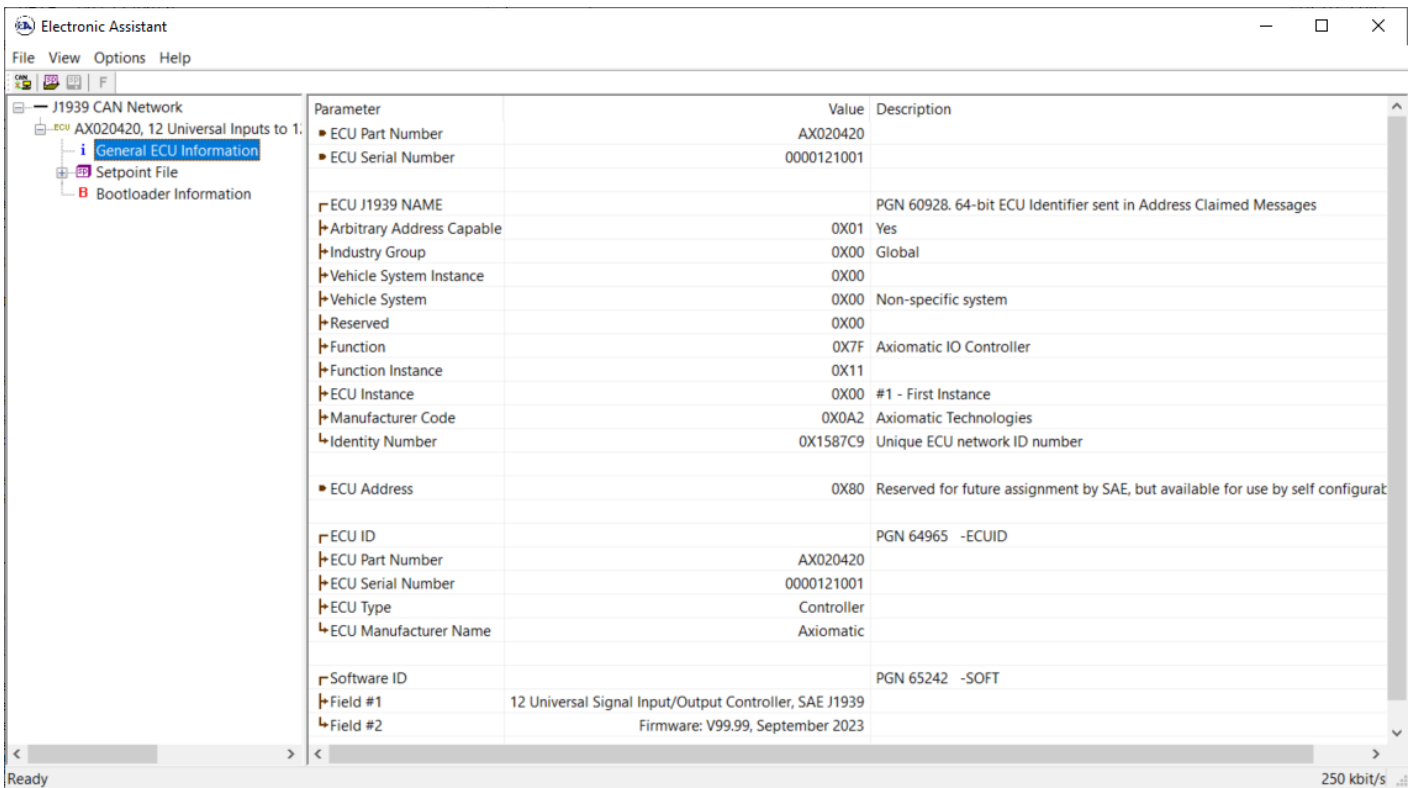 Electronic Assistant
File View Options Help
CAN
F
J1939 CAN Network
ECU AX020420, 12 Universal Inputs to 1
i General ECU Information
Setpoint File
B Bootloader Information
Parameter Value Description
ECU Part Number AX020420
ECU Serial Number 0000121001
ECU J1939 NAME PGN 60928. 64-bit ECU Identifier sent in Address Claimed Messages
Arbitrary Address Capable 0X01 Yes
Industry Group 0X00 Global
Vehicle System Instance 0X00
Vehicle System 0X00 Non-specific system
Reserved 0X00
Function 0X7F Axiomatic IO Controller
Function Instance 0X11
ECU Instance 0X00 #1 - First Instance
Manufacturer Code 0X0A2 Axiomatic Technologies
Identity Number 0X1587C9 Unique ECU network ID number
ECU Address 0X80 Reserved for future assignment by SAE, but available for use by self configurab
ECU ID PGN 64965 -ECUID
ECU Part Number AX020420
ECU Serial Number 0000121001
ECU Type Controller
ECU Manufacturer Name Axiomatic
Software ID PGN 65242 -SOFT
Field #1 12 Universal Signal Input/Output Controller, SAE J1939
Field #2 Firmware: V99.99, September 2023
Ready 250 kbit/s